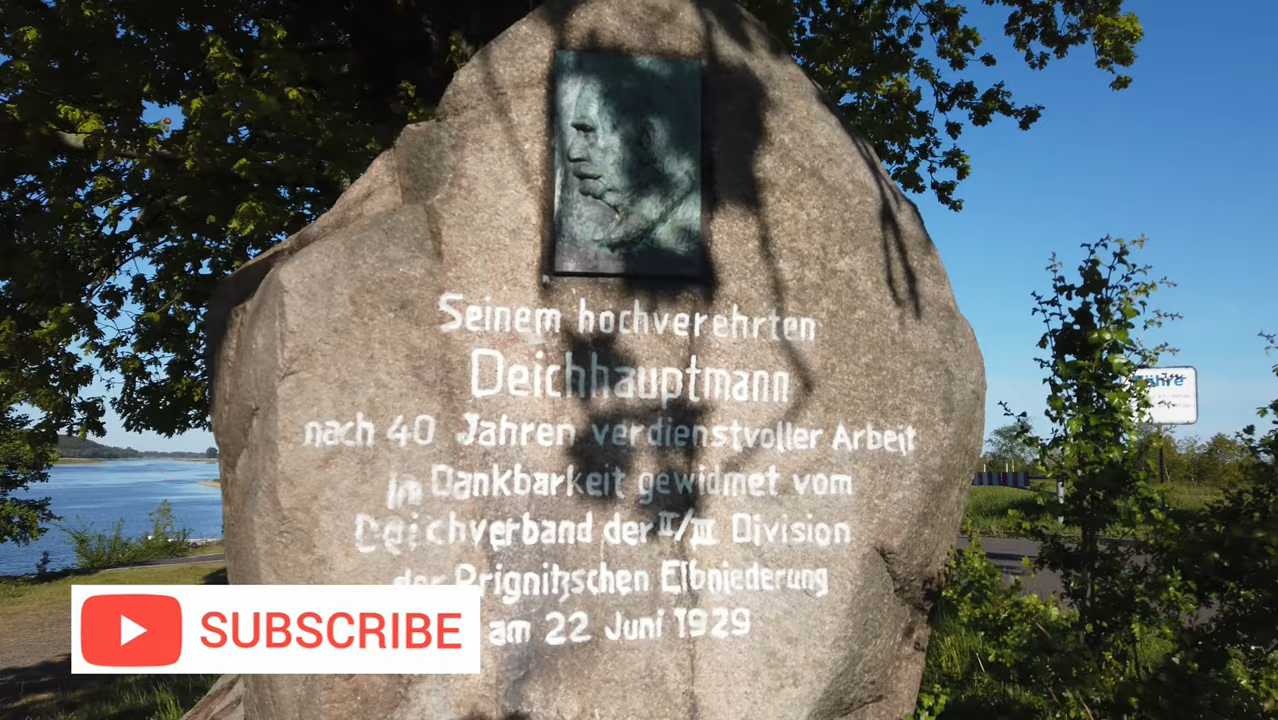 Seinem hochverehrten
Deichhauptmann
nach 40 Jahren verdienstvoller Arbeit
in Dankbarkeit gewidmet vom
Deichverband der II/III Division
der Prignitzschen Elbniederung
am 22 Juni 1929
Fähre
SUBSCRIBE